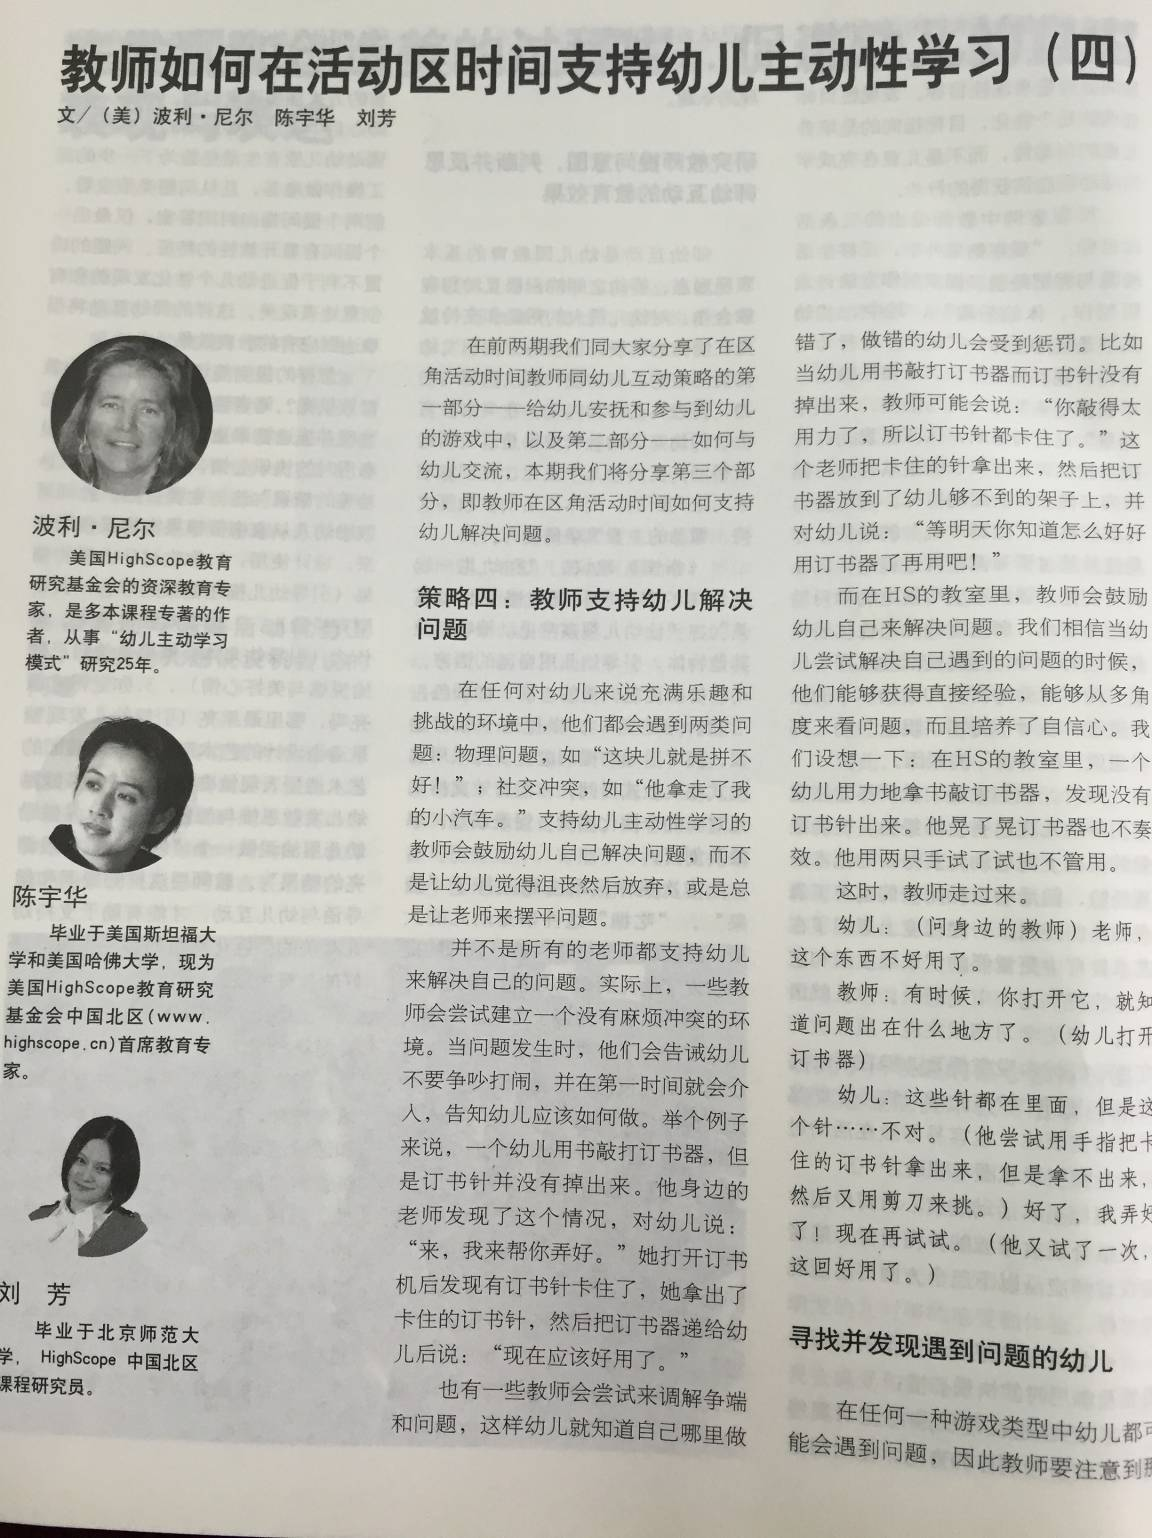 教师如何在活动区时间支持幼儿主动性学习（四）
文／（美）波利·尼尔　陈宇华　刘芳
波利·尼尔
美国HighScope教育
研究基金会的资深教育专
家，是多本课程专著的作
者，从事“幼儿主动学习
模式”研究25年。
陈宇华
毕业于美国斯坦福大
学和美国哈佛大学，现为
美国HighScope教育研究
基金会中国北区(www.
highscope.cn)首席教育专
家。
刘　芳
毕业于北京师范大
学，HighScope 中国北区
课程研究员。
在前两期我们同大家分享了在区
角活动时间教师同幼儿互动策略的第
一部分——给幼儿安抚和参与到幼儿
的游戏中，以及第二部分——如何与
幼儿交流，本期我们将分享第三个部
分，即教师在区角活动时间如何支持
幼儿解决问题。
策略四：教师支持幼儿解决
问题
在任何对幼儿来说充满乐趣和
挑战的环境中，他们都会遇到两类问
题：物理问题，如“这块儿就是拼不
好！”；社交冲突，如“他拿走了我
的小汽车。”支持幼儿主动性学习的
教师会鼓励幼儿自己解决问题，而不
是让幼儿觉得沮丧然后放弃，或是总
是让老师来摆平问题。
并不是所有的老师都支持幼儿
来解决自己的问题。实际上，一些教
师会尝试建立一个没有麻烦冲突的环
境。当问题发生时，他们会告诫幼儿
不要争吵打闹，并在第一时间就会介
入，告知幼儿应该如何做。举个例子
来说，一个幼儿用书敲打订书器，但
是订书针并没有掉出来。他身边的
老师发现了这个情况，对幼儿说：
“来，我来帮你弄好。”她打开订书
机后发现有订书针卡住了，她拿出了
卡住的订书针，然后把订书器递给幼
儿后说：“现在应该好用了。”
也有一些教师会尝试来调解争端
和问题，这样幼儿就知道自己哪里做
错了，做错的幼儿会受到惩罚。比如
当幼儿用书敲打订书器而订书针没有
掉出来，教师可能会说：“你敲得太
用力了，所以订书针都卡住了。”这
个老师把卡住的针拿出来，然后把订
书器放到了幼儿够不到的架子上，并
对幼儿说：“等明天你知道怎么好好
用订书器了再用吧！”
而在HS的教室里，教师会鼓励
幼儿自己来解决问题。我们相信当幼
儿尝试解决自己遇到的问题的时候，
他们能够获得直接经验，能够从多角
度来看问题，而且培养了自信心。我
们设想一下：在HS的教室里，一个
幼儿用力地拿书敲订书器，发现没有
订书针出来。他晃了晃订书器也不奏
效。他用两只手试了试也不管用。
这时，教师走过来。
幼儿：（问身边的教师）老师，
这个东西不好用了。
教师：有时候，你打开它，就知
道问题出在什么地方了。（幼儿打开
订书器）
幼儿：这些针都在里面，但是这
个针……不对。（他尝试用手指把卡
住的订书针拿出来，但是拿不出来，
然后又用剪刀来挑。）好了，我弄好
了！现在再试试。（他又试了一次，
这回好用了。）
寻找并发现遇到问题的幼儿
在任何一种游戏类型中幼儿都可
能会遇到问题，因此教师要注意到